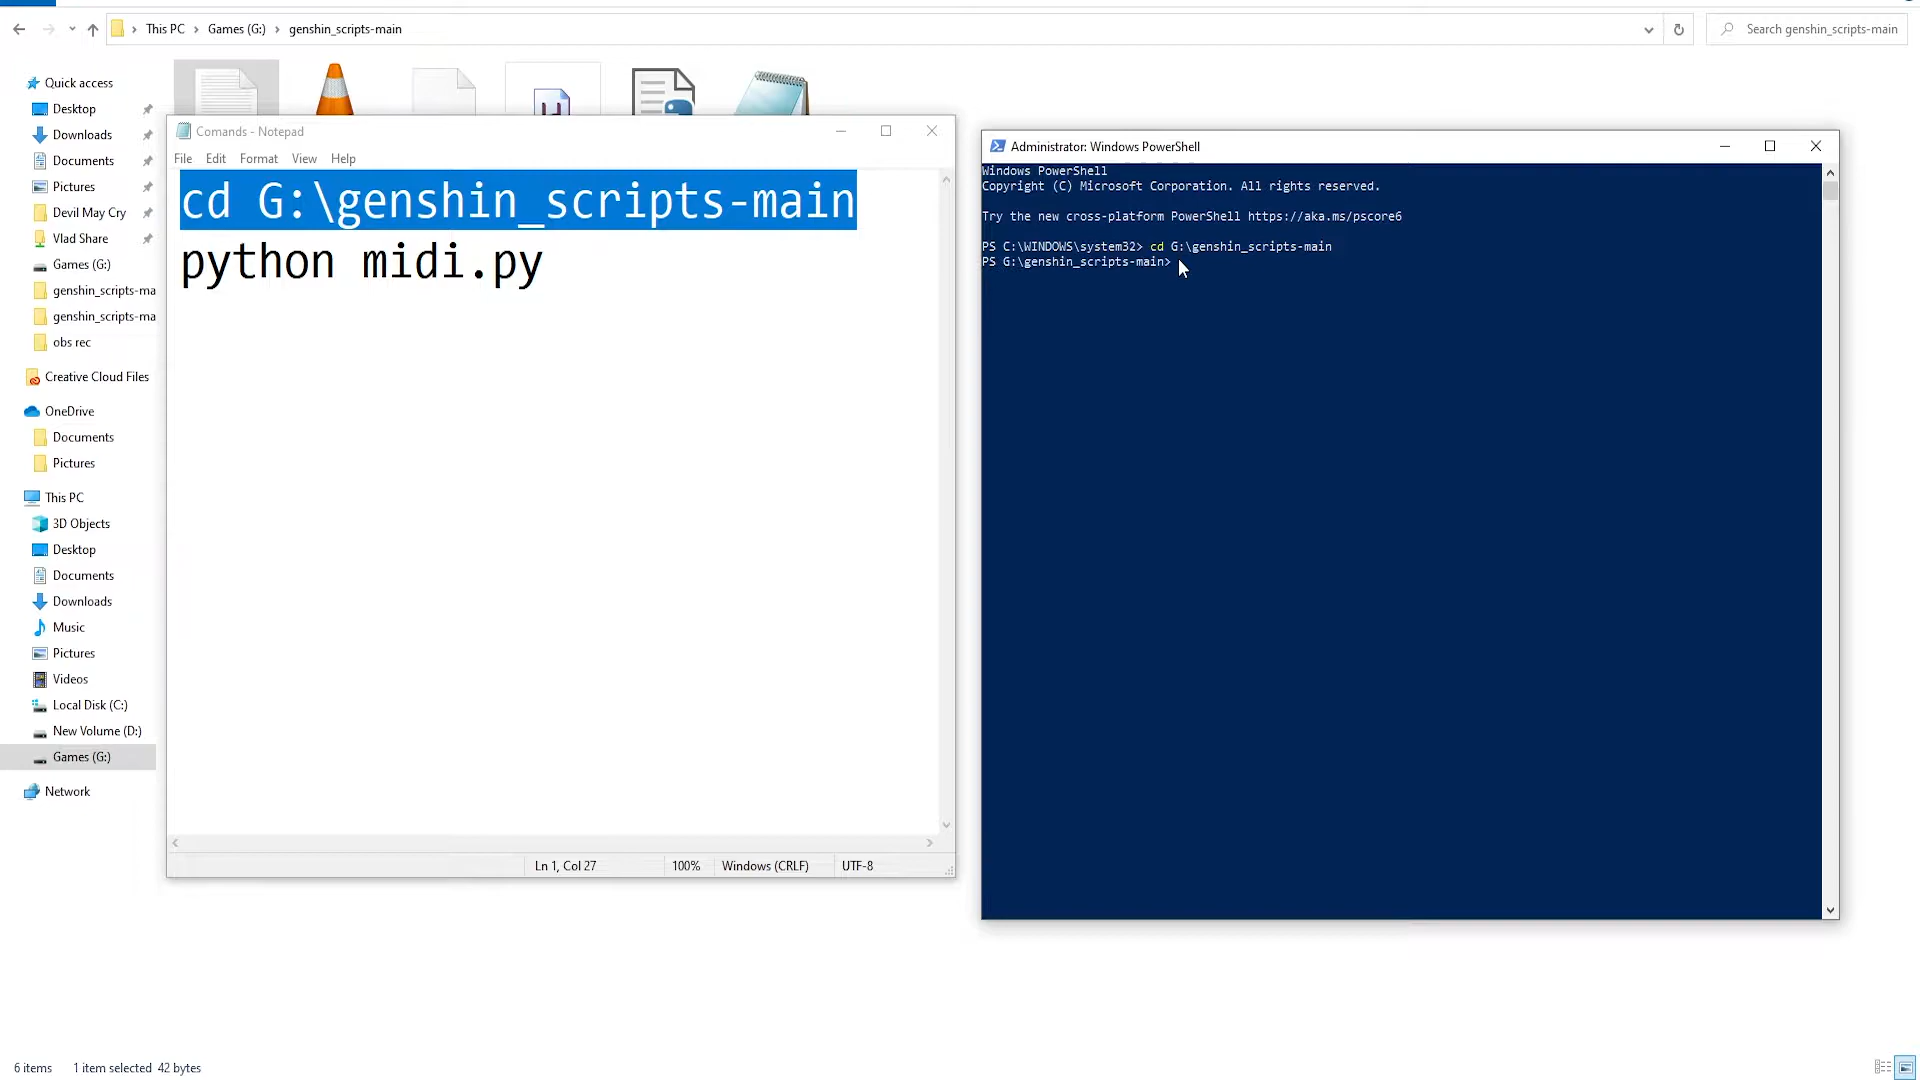 This PC
Games (G:)
genshin_scripts-main
Search genshin_scripts-main
Quick access
Desktop
Downloads
Documents
Pictures
Devil May Cry
Vlad Share
Games (G:)
genshin_scripts-ma
genshin_scripts-ma
obs rec
Creative Cloud Files
OneDrive
Documents
Pictures
This PC
3D Objects
Desktop
Documents
Downloads
Music
Pictures
Videos
Local Disk (C:)
New Volume (D:)
Games (G:)
Network
Comands - Notepad
File Edit Format View Help
cd G:\genshin_scripts-main
python midi.py
Ln 1, Col 27
100%
Windows (CRLF)
UTF-8
Administrator: Windows PowerShell
Windows PowerShell
Copyright (C) Microsoft Corporation. All rights reserved.
Try the new cross-platform PowerShell https://aka.ms/pscore6
PS C:\WINDOWS\system32> cd G:\genshin_scripts-main
PS G:\genshin_scripts-main>
6 items 1 item selected 42 bytes